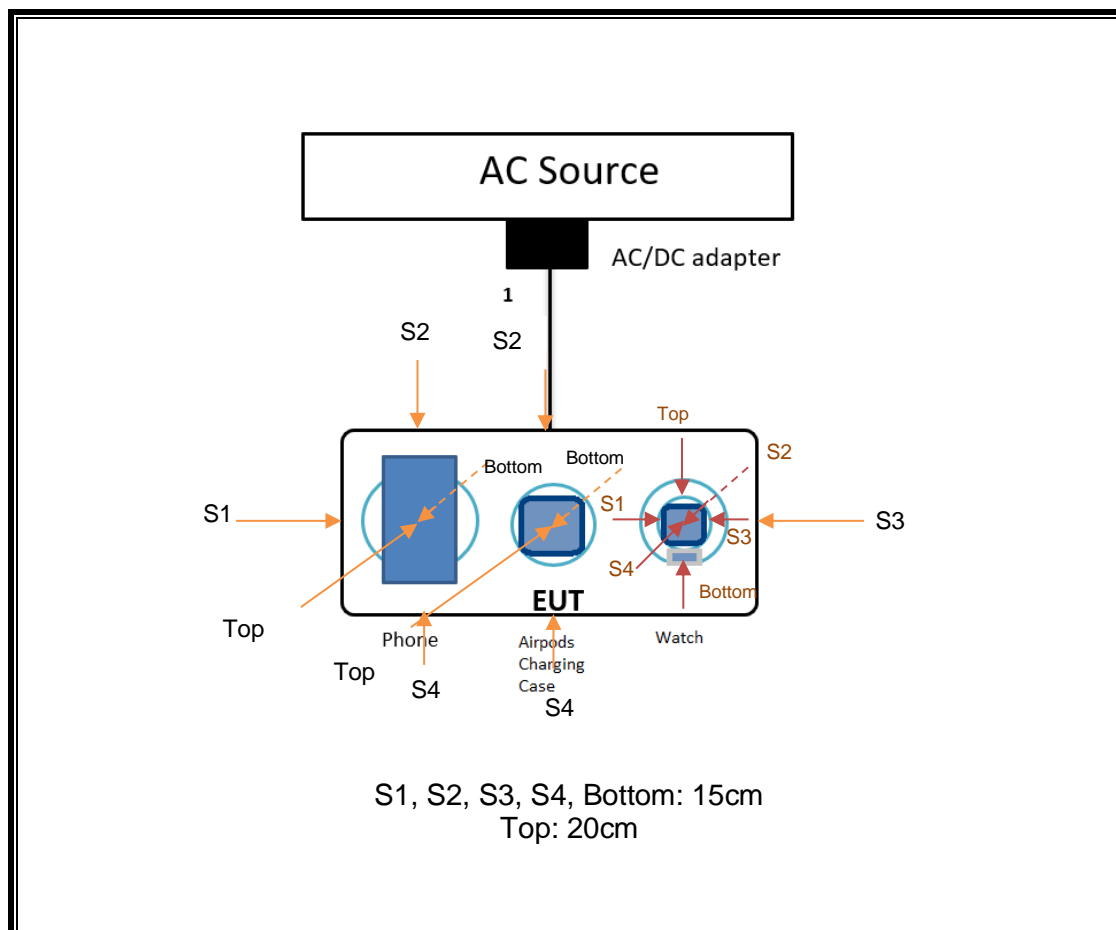 AC Source
AC/DC adapter
1
S2
S2
Top
S2
Bottom
Bottom
S1
S1
S3
S3
S4
Bottom
EUT
Top
Phone
Airpods
Charging
Case
Watch
Top
S4
S4
S1, S2, S3, S4, Bottom: 15cm
Top: 20cm